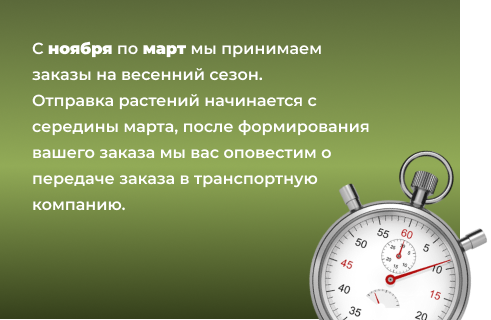 С ноября по март мы принимаем
заказы на весенний сезон.
Отправка растений начинается с
середины марта, после формирования
вашего заказа мы вас оповестим о
передаче заказа в транспортную
компанию.
55 60 5
50 10
45 15
40 20
35